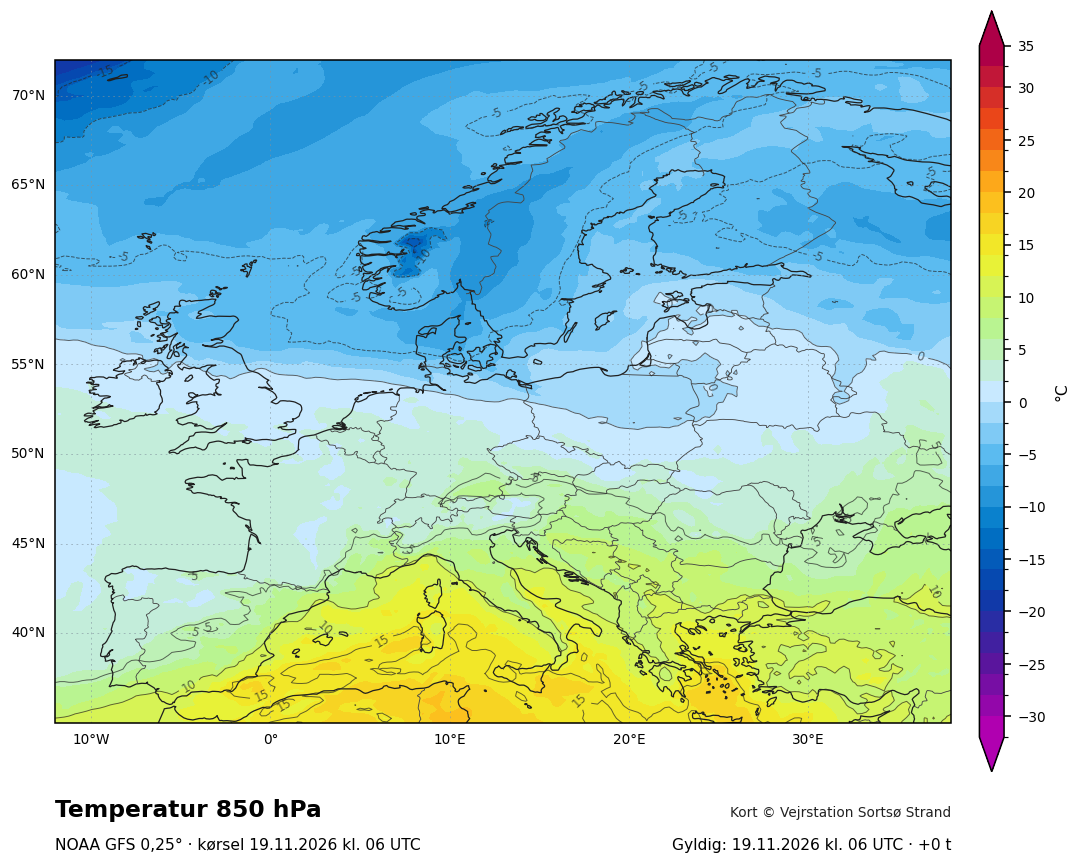 70°N
65°N
60°N
55°N
50°N
45°N
40°N
10°W 0° 10°E 20°E 30°E
35
30
25
20
15
10
5
0
−5
−10
−15
−20
−25
−30
°C
Temperatur 850 hPa
Kort © Vejrstation Sortsø Strand
NOAA GFS 0,25° · kørsel 19.11.2026 kl. 06 UTC
Gyldig: 19.11.2026 kl. 06 UTC · +0 t